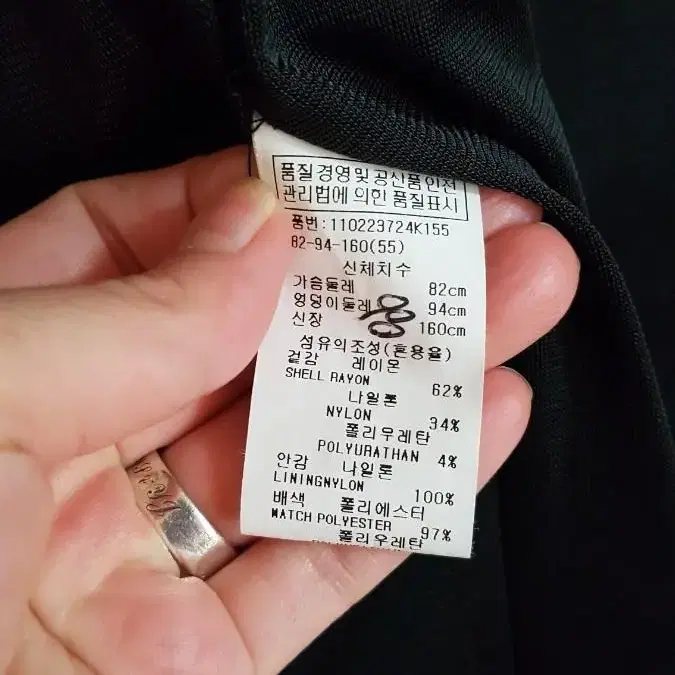 품질경영및 공산품안전
관리법에 의한 품질표시
품번:110223724K155
82-94-160(55)
신체치수
가슴둘레 82cm
엉덩이둘레 94cm
신장 160cm
섬유의조성(혼용율)
겉감 레이몬
SHELL RAYON 62%
나일론
NYLON 34%
폴리우레탄
POLYURATHAN 4%
안감 나일론
LININGNYLON 100%
배색 폴리에스터
MATCH POLYESTER 97%
폴리우레탄